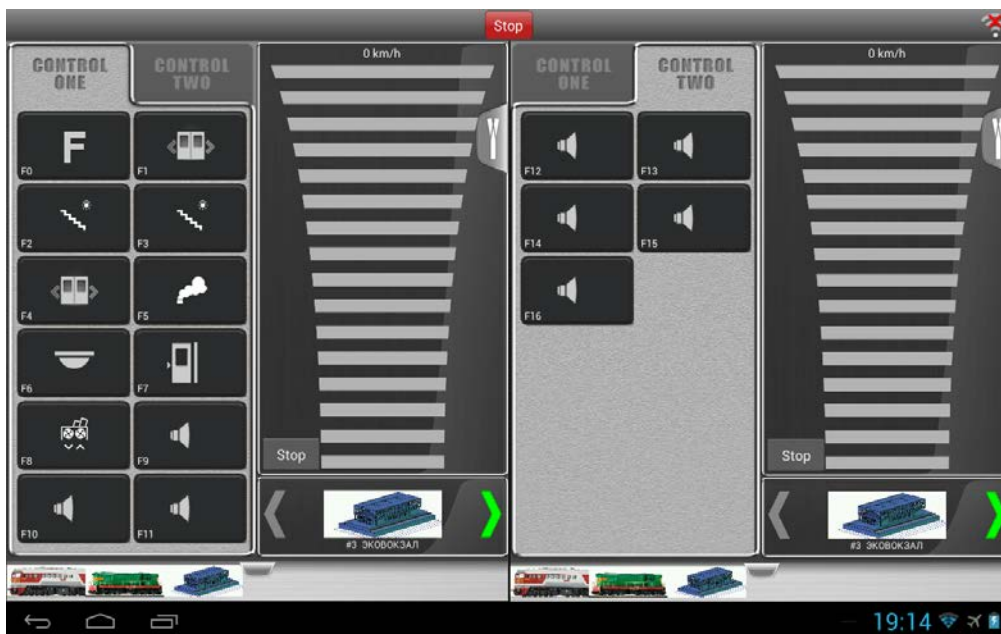 Stop
CONTROL
ONE
CONTROL
TWO
0 km/h
F0
F1
F2
F3
F4
F5
F6
F7
F8
F9
F10
F11
F
Stop
#3 ЭКОВОКЗАЛ
CONTROL
ONE
CONTROL
TWO
0 km/h
F12
F13
F14
F15
F16
Stop
#3 ЭКОВОКЗАЛ
19:14